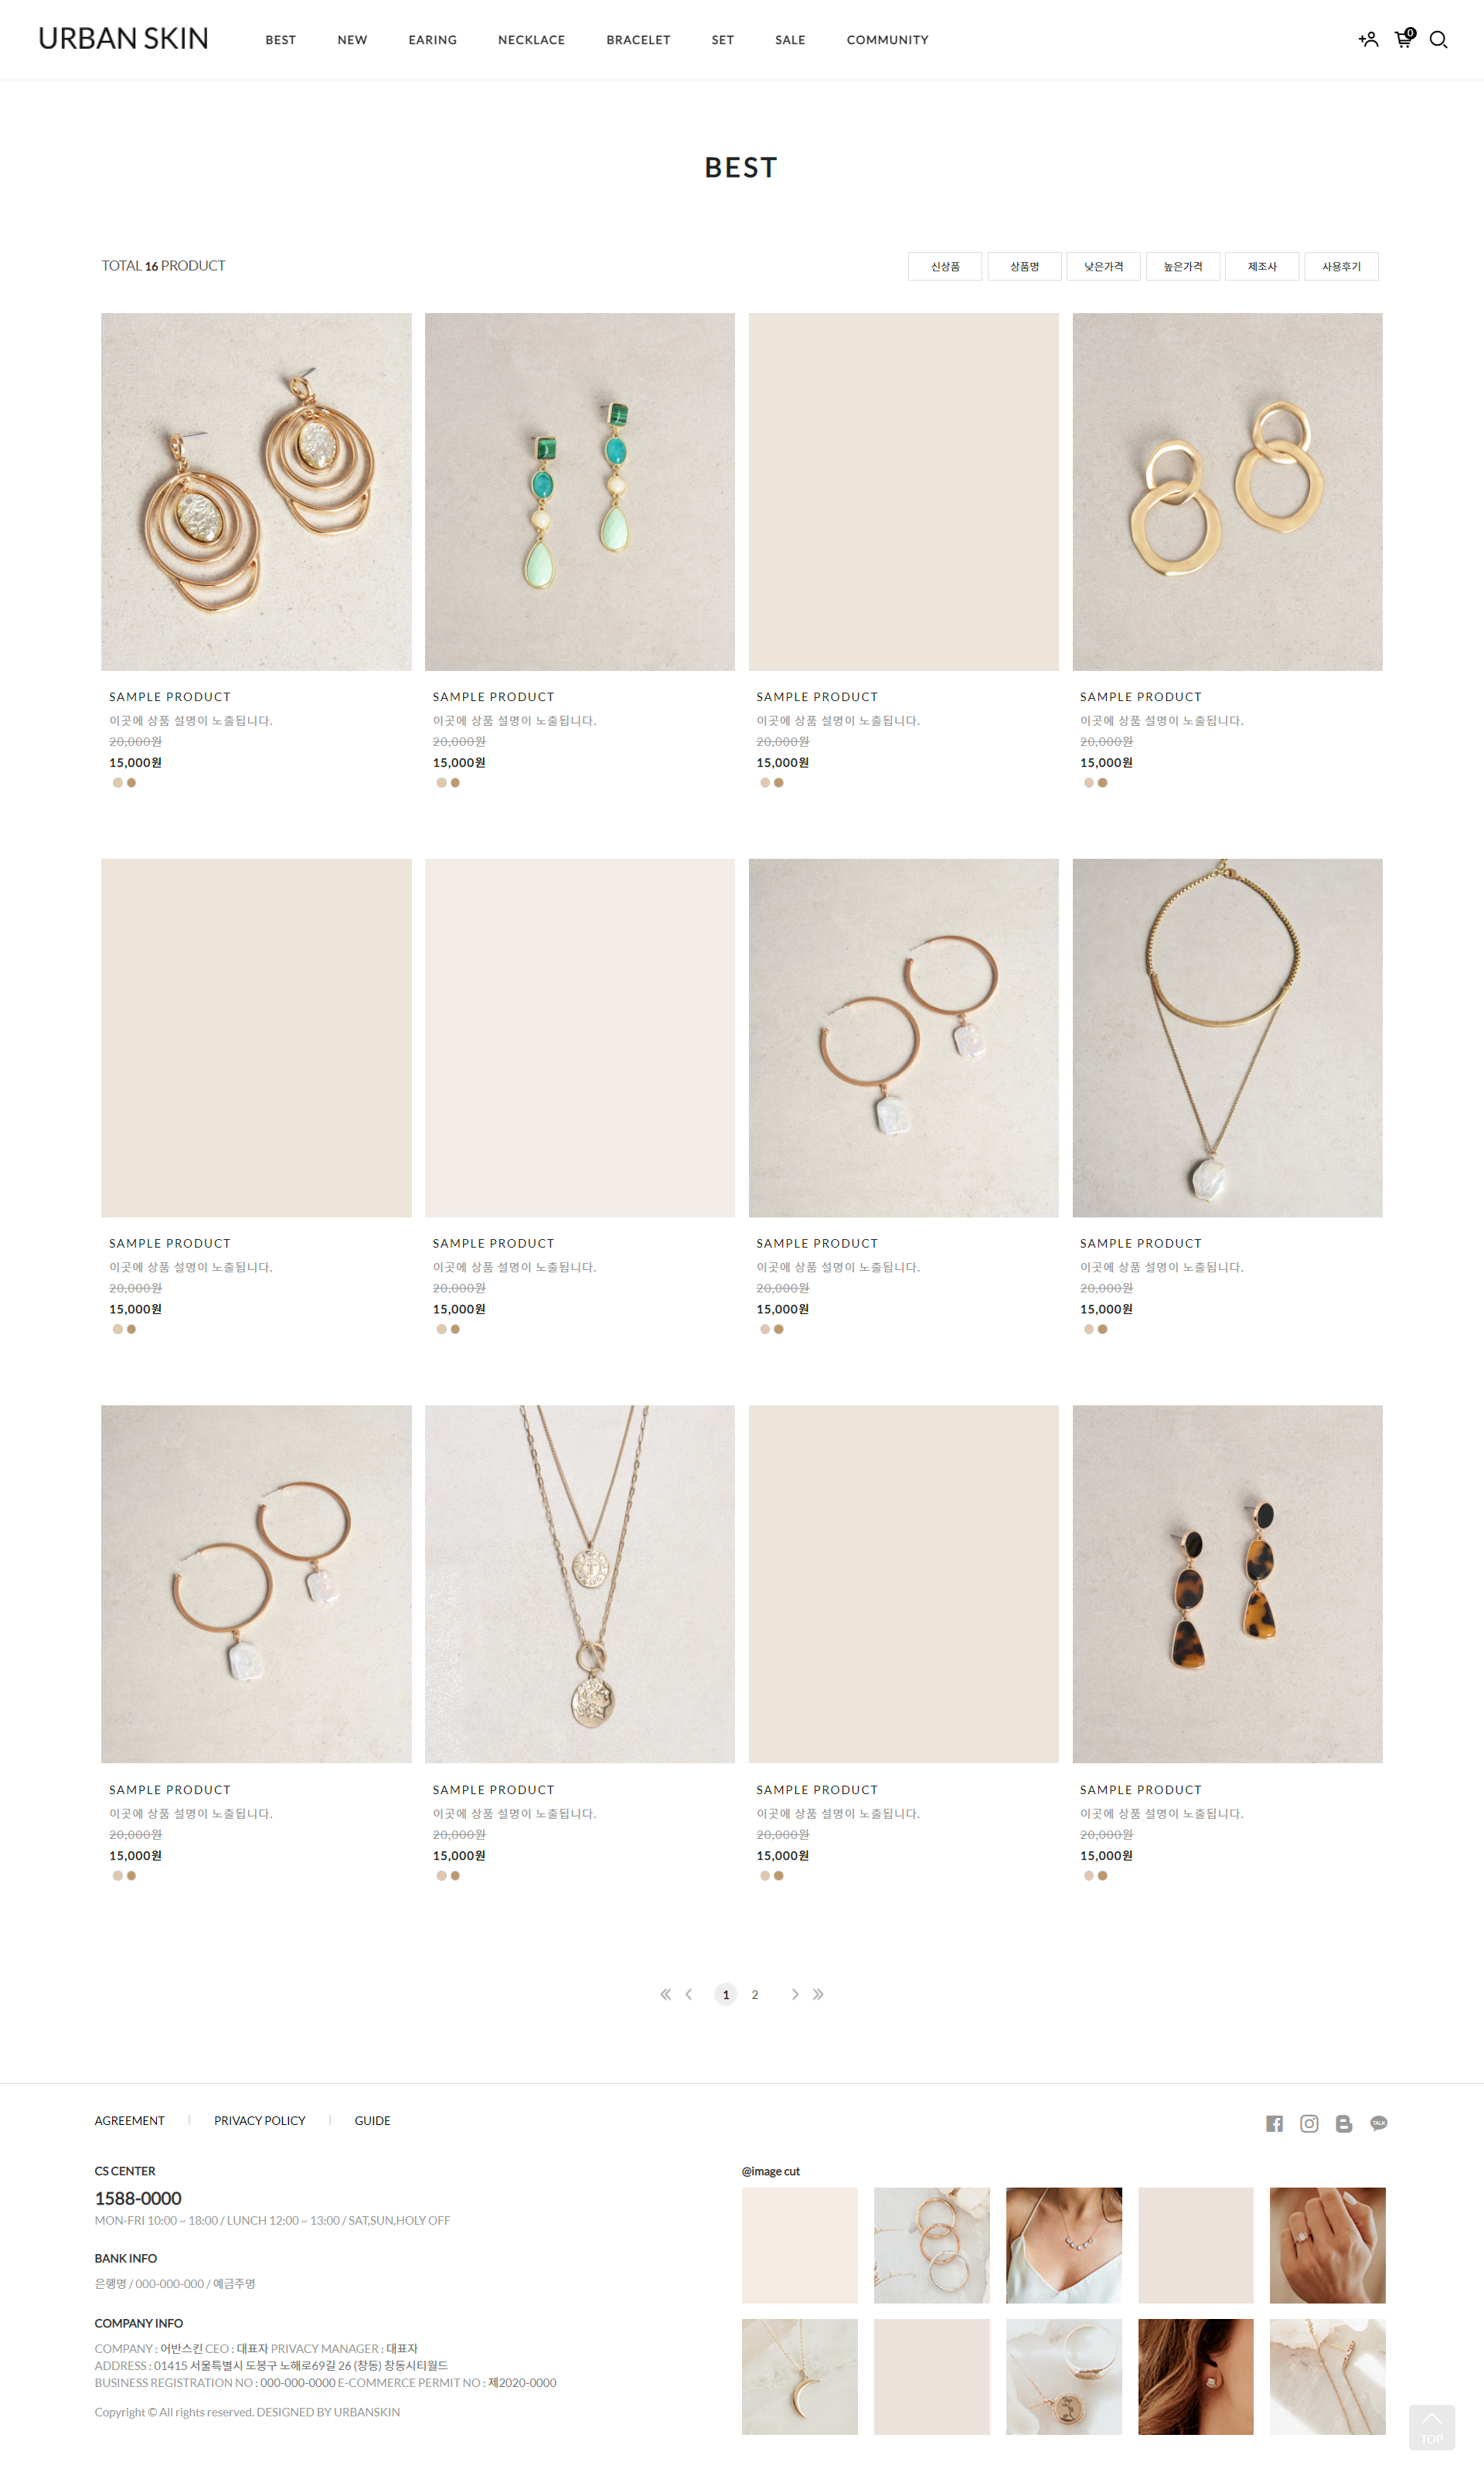 URBAN SKIN
BEST NEW EARING NECKLACE BRACELET SET SALE COMMUNITY
0
BEST
TOTAL 16 PRODUCT
신상품 상품명 낮은가격 높은가격 제조사 사용후기
SAMPLE PRODUCT SAMPLE PRODUCT SAMPLE PRODUCT SAMPLE PRODUCT
이곳에 상품 설명이 노출됩니다. 이곳에 상품 설명이 노출됩니다. 이곳에 상품 설명이 노출됩니다. 이곳에 상품 설명이 노출됩니다.
20,000원 20,000원 20,000원 20,000원
15,000원 15,000원 15,000원 15,000원
SAMPLE PRODUCT SAMPLE PRODUCT SAMPLE PRODUCT SAMPLE PRODUCT
이곳에 상품 설명이 노출됩니다. 이곳에 상품 설명이 노출됩니다. 이곳에 상품 설명이 노출됩니다. 이곳에 상품 설명이 노출됩니다.
20,000원 20,000원 20,000원 20,000원
15,000원 15,000원 15,000원 15,000원
SAMPLE PRODUCT SAMPLE PRODUCT SAMPLE PRODUCT SAMPLE PRODUCT
이곳에 상품 설명이 노출됩니다. 이곳에 상품 설명이 노출됩니다. 이곳에 상품 설명이 노출됩니다. 이곳에 상품 설명이 노출됩니다.
20,000원 20,000원 20,000원 20,000원
15,000원 15,000원 15,000원 15,000원
1 2
AGREEMENT | PRIVACY POLICY | GUIDE
TALK
CS CENTER
1588-0000
MON-FRI 10:00 ~ 18:00 / LUNCH 12:00 ~ 13:00 / SAT,SUN,HOLY OFF
BANK INFO
은행명 / 000-000-000 / 예금주명
COMPANY INFO
COMPANY : 어반스킨 CEO : 대표자 PRIVACY MANAGER : 대표자
ADDRESS : 01415 서울특별시 도봉구 노해로69길 26 (창동) 창동시티월드
BUSINESS REGISTRATION NO : 000-000-0000 E-COMMERCE PERMIT NO : 제2020-0000
Copyright © All rights reserved. DESIGNED BY URBANSKIN
@image cut
TOP